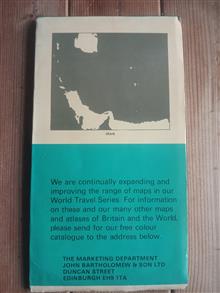 IRAN
We are continually expanding and
improving the range of maps in our
World Travel Series. For information
on these and our many other maps
and atlases of Britain and the World,
please send for our free colour
catalogue to the address below.
THE MARKETING DEPARTMENT
JOHN BARTHOLOMEW & SON LTD
DUNCAN STREET
EDINBURGH EH9 1TA